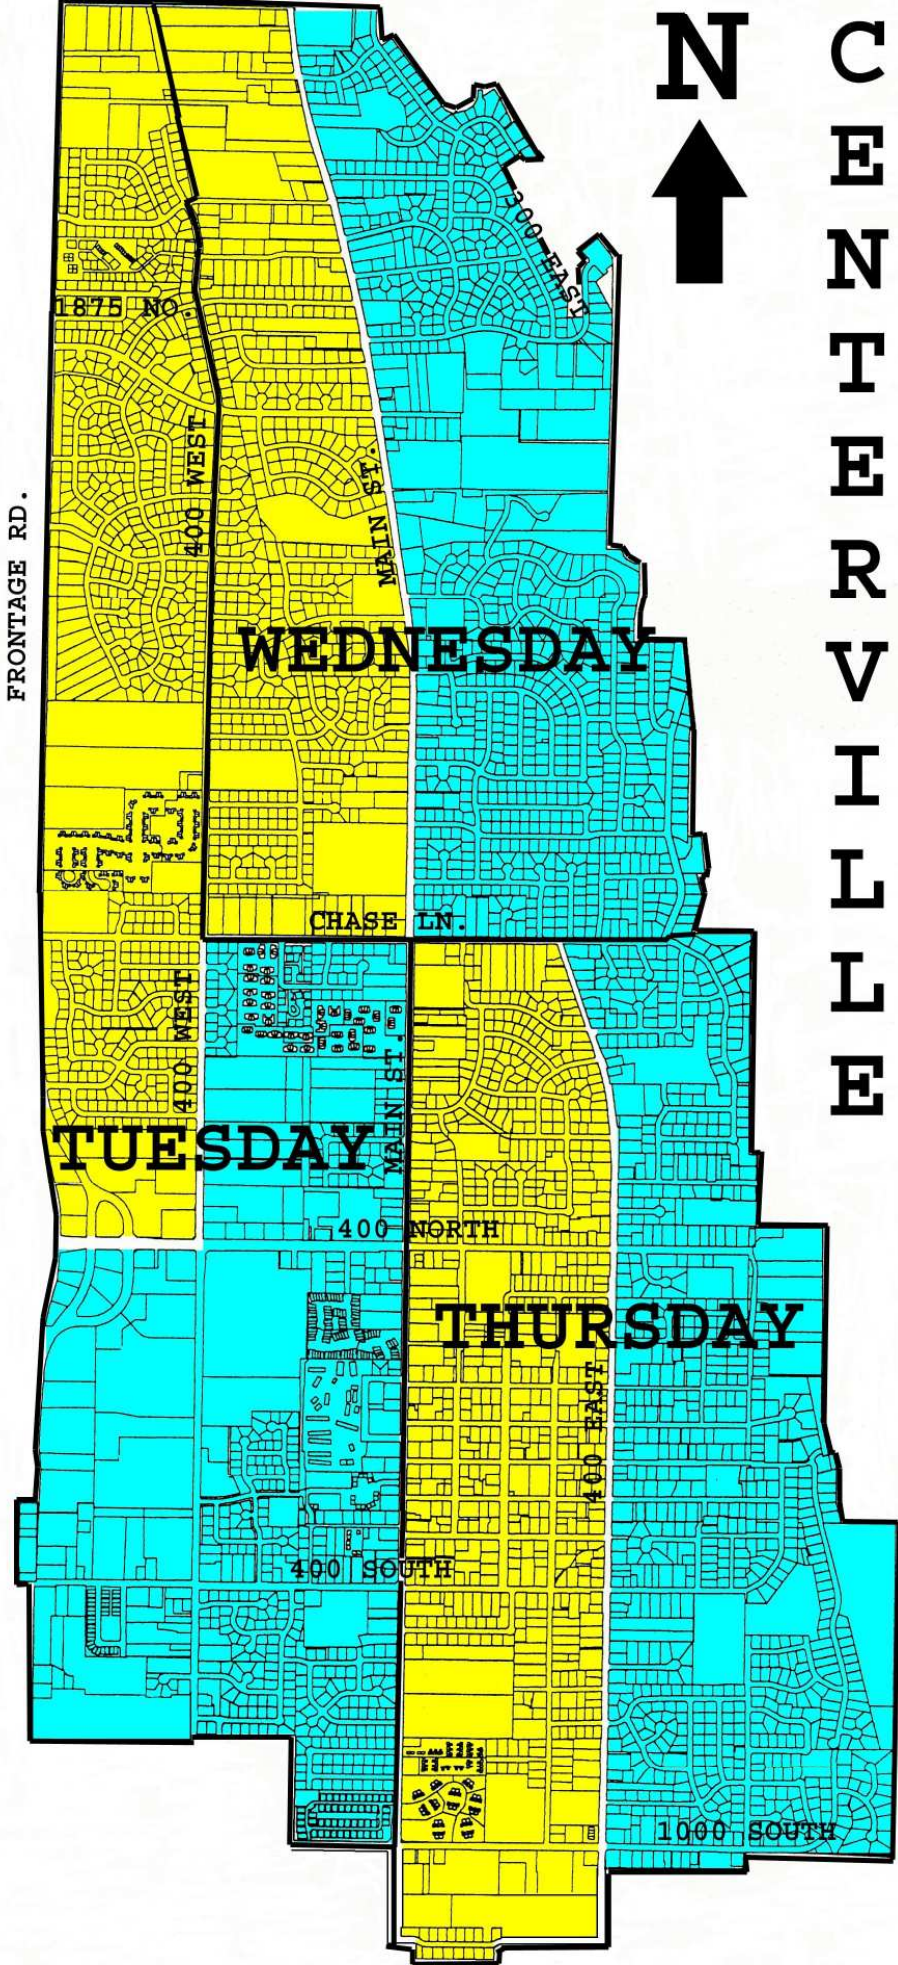 N
CENTERVILLE
300 EAST
1875 NO.
400 WEST
MAIN ST.
FRONTAGE RD.
WEDNESDAY
CHASE LN.
400 WEST
MAIN ST.
TUESDAY
400 NORTH
THURSDAY
400 EAST
400 SOUTH
1000 SOUTH